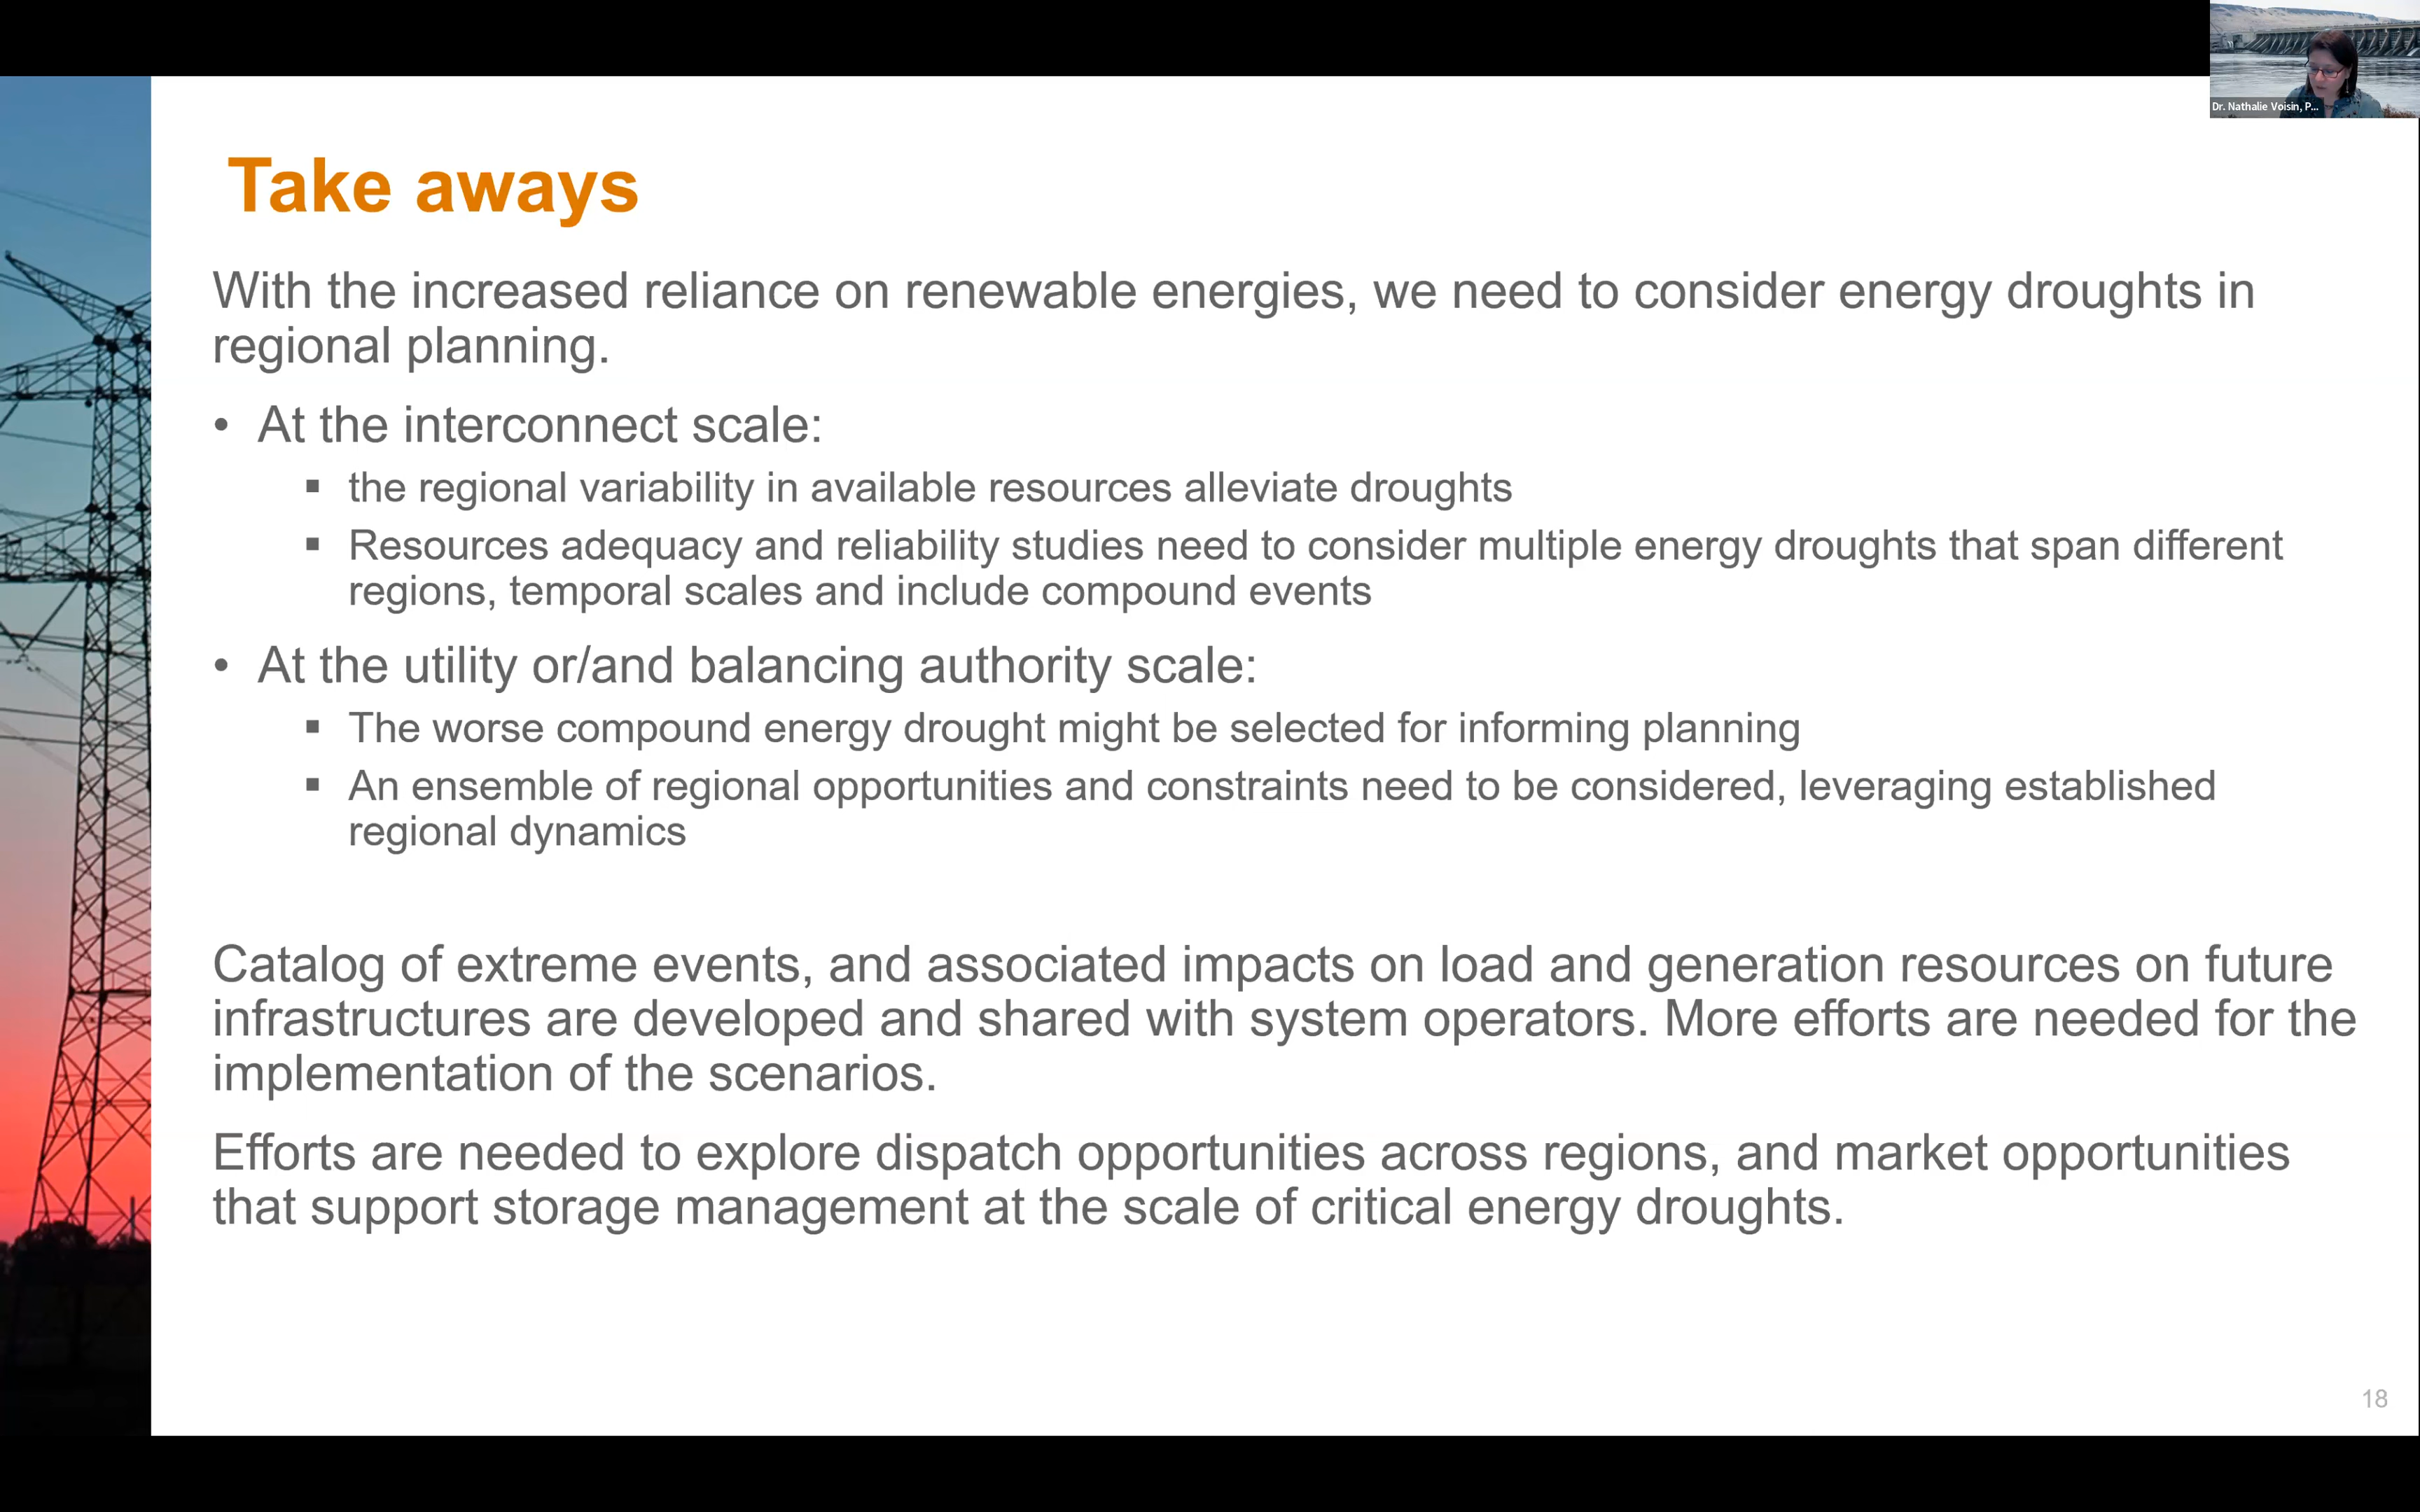 Dr. Nathalie Voisin, P...
Take aways
With the increased reliance on renewable energies, we need to consider energy droughts in
regional planning.
• At the interconnect scale:
▪ the regional variability in available resources alleviate droughts
▪ Resources adequacy and reliability studies need to consider multiple energy droughts that span different
regions, temporal scales and include compound events
• At the utility or/and balancing authority scale:
▪ The worse compound energy drought might be selected for informing planning
▪ An ensemble of regional opportunities and constraints need to be considered, leveraging established
regional dynamics
Catalog of extreme events, and associated impacts on load and generation resources on future
infrastructures are developed and shared with system operators. More efforts are needed for the
implementation of the scenarios.
Efforts are needed to explore dispatch opportunities across regions, and market opportunities
that support storage management at the scale of critical energy droughts.
18